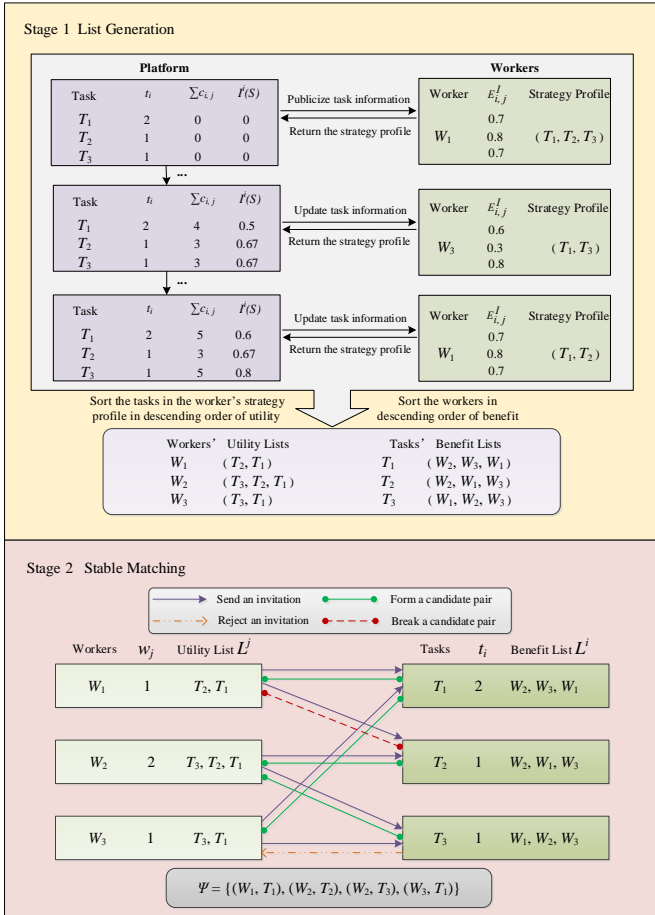 Stage 1 List Generation
Platform
Workers
Task t_i ∑c_{i,j} I^i(S)
T_1 2 0 0
T_2 1 0 0
T_3 1 0 0
Publicize task information
Return the strategy profile
Worker E^I_{i,j} Strategy Profile
0.7
W_1 0.8 (T_1, T_2, T_3)
0.7
...
Task t_i ∑c_{i,j} I^i(S)
T_1 2 4 0.5
T_2 1 3 0.67
T_3 1 3 0.67
Update task information
Return the strategy profile
Worker E^I_{i,j} Strategy Profile
0.6
W_3 0.3 (T_1, T_3)
0.8
...
Task t_i ∑c_{i,j} I^i(S)
T_1 2 5 0.6
T_2 1 3 0.67
T_3 1 5 0.8
Update task information
Return the strategy profile
Worker E^I_{i,j} Strategy Profile
0.7
W_1 0.8 (T_1, T_2)
0.7
Sort the tasks in the worker's strategy
profile in descending order of utility
Sort the workers in
descending order of benefit
Workers' Utility Lists
W_1 (T_2, T_1)
W_2 (T_3, T_2, T_1)
W_3 (T_3, T_1)
Tasks' Benefit Lists
T_1 (W_2, W_3, W_1)
T_2 (W_2, W_1, W_3)
T_3 (W_1, W_2, W_3)
Stage 2 Stable Matching
Send an invitation
Form a candidate pair
Reject an invitation
Break a candidate pair
Workers w_j Utility List L^j
Tasks t_i Benefit List L^i
W_1 1 T_2, T_1
T_1 2 W_2, W_3, W_1
W_2 2 T_3, T_2, T_1
T_2 1 W_2, W_1, W_3
W_3 1 T_3, T_1
T_3 1 W_1, W_2, W_3
Ψ = {(W_1, T_1), (W_2, T_2), (W_2, T_3), (W_3, T_1)}